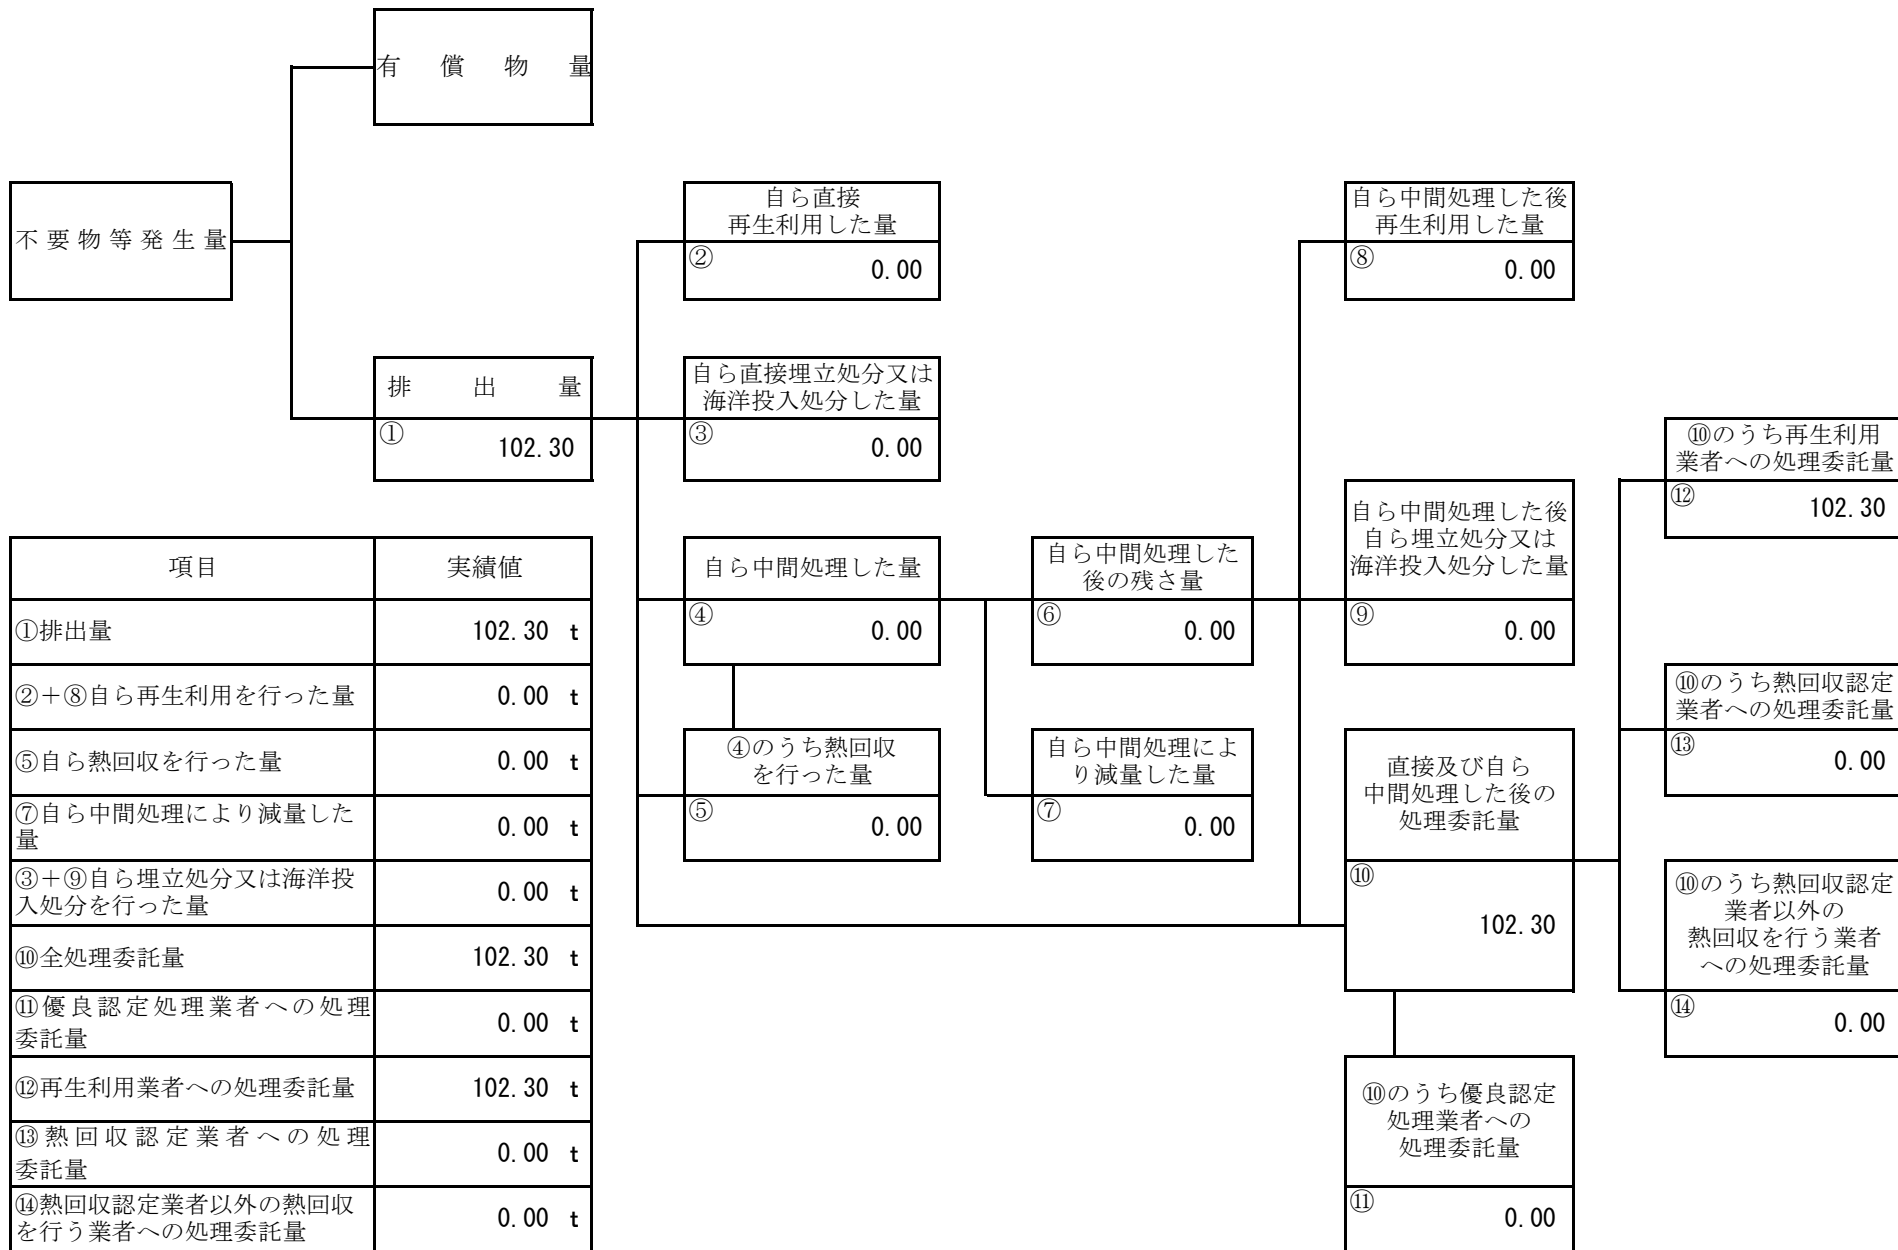 有償物量
不要物等発生量
排出量
①
102.30
自ら直接
再生利用した量
②
0.00
自ら直接埋立処分又は
海洋投入処分した量
③
0.00
自ら中間処理した量
④
0.00
④のうち熱回収
を行った量
⑤
0.00
自ら中間処理した
後の残さ量
⑥
0.00
自ら中間処理によ
り減量した量
⑦
0.00
自ら中間処理した後
再生利用した量
⑧
0.00
自ら中間処理した後
自ら埋立処分又は
海洋投入処分した量
⑨
0.00
直接及び自ら
中間処理した後の
処理委託量
⑩
102.30
⑩のうち優良認定
処理業者への
処理委託量
⑪
0.00
⑩のうち再生利用
業者への処理委託量
⑫
102.30
⑩のうち熱回収認定
業者への処理委託量
⑬
0.00
⑩のうち熱回収認定
業者以外の
熱回収を行う業者
への処理委託量
⑭
0.00
項目 実績値
①排出量 102.30 t
②+⑧自ら再生利用を行った量 0.00 t
⑤自ら熱回収を行った量 0.00 t
⑦自ら中間処理により減量した
量 0.00 t
③+⑨自ら埋立処分又は海洋投
入処分を行った量 0.00 t
⑩全処理委託量 102.30 t
⑪優良認定処理業者への処理
委託量 0.00 t
⑫再生利用業者への処理委託量 102.30 t
⑬熱回収認定業者への処理
委託量 0.00 t
⑭熱回収認定業者以外の熱回収
を行う業者への処理委託量 0.00 t